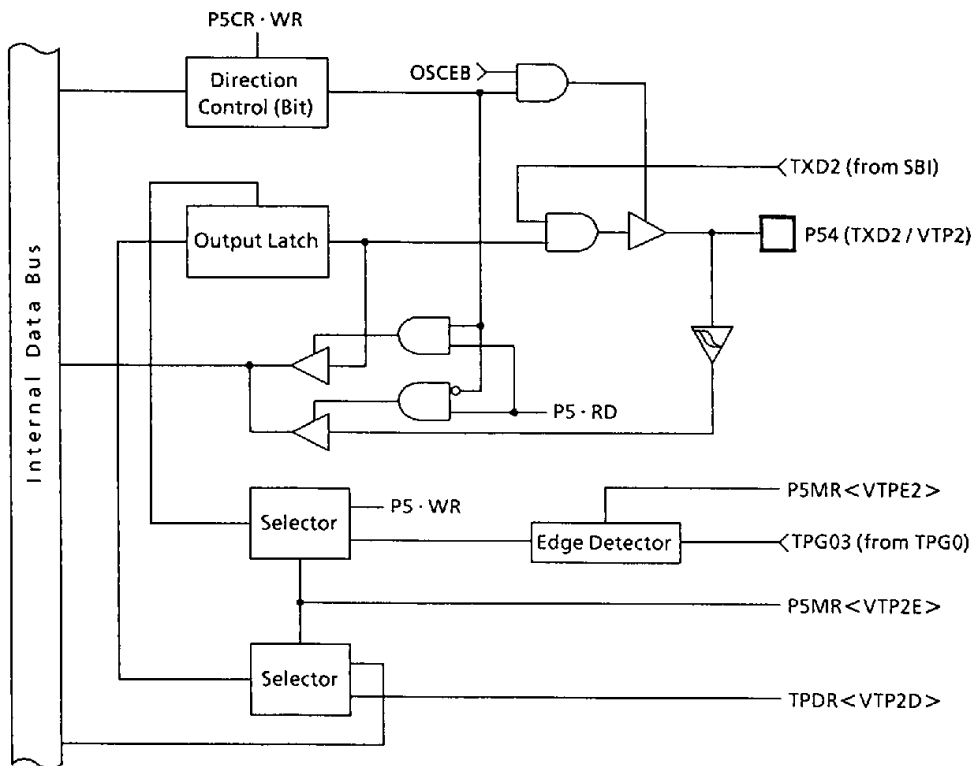 P5CR · WR
Direction
Control (Bit)
OSCEB
TXD2 (from SBI)
Output Latch
P54 (TXD2 / VTP2)
Internal Data Bus
P5 · RD
P5MR<VTPE2>
Selector
P5 · WR
Edge Detector
TPG03 (from TPG0)
P5MR<VTP2E>
Selector
TPDR<VTP2D>